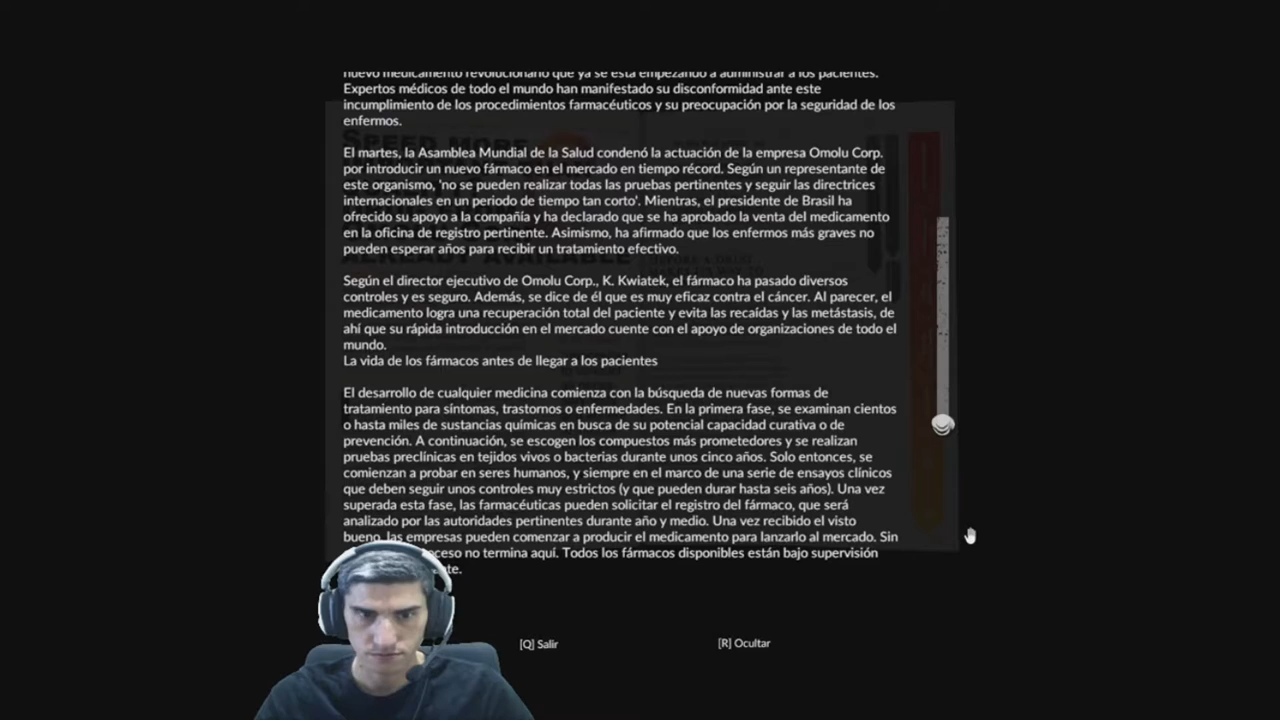 nuevo medicamento revolucionario que ya se está empezando a administrar a los pacientes.
Expertos médicos de todo el mundo han manifestado su disconformidad ante este
incumplimiento de los procedimientos farmacéuticos y su preocupación por la seguridad de los
enfermos.
El martes, la Asamblea Mundial de la Salud condenó la actuación de la empresa Omolu Corp.
por introducir un nuevo fármaco en el mercado en tiempo récord. Según un representante de
este organismo, 'no se pueden realizar todas las pruebas pertinentes y seguir las directrices
internacionales en un periodo de tiempo tan corto'. Mientras, el presidente de Brasil ha
ofrecido su apoyo a la compañía y ha declarado que se ha aprobado la venta del medicamento
en la oficina de registro pertinente. Asimismo, ha afirmado que los enfermos más graves no
pueden esperar años para recibir un tratamiento efectivo.
Según el director ejecutivo de Omolu Corp., K. Kwiatek, el fármaco ha pasado diversos
controles y es seguro. Además, se dice de él que es muy eficaz contra el cáncer. Al parecer, el
medicamento logra una recuperación total del paciente y evita las recaídas y las metástasis, de
ahí que su rápida introducción en el mercado cuente con el apoyo de organizaciones de todo el
mundo.
La vida de los fármacos antes de llegar a los pacientes
El desarrollo de cualquier medicina comienza con la búsqueda de nuevas formas de
tratamiento para síntomas, trastornos o enfermedades. En la primera fase, se examinan cientos
o hasta miles de sustancias químicas en busca de su potencial capacidad curativa o de
prevención. A continuación, se escogen los compuestos más prometedores y se realizan
pruebas preclínicas en tejidos vivos o bacterias durante unos cinco años. Solo entonces, se
comienzan a probar en seres humanos, y siempre en el marco de una serie de ensayos clínicos
que deben seguir unos controles muy estrictos (y que pueden durar hasta seis años). Una vez
superada esta fase, las farmacéuticas pueden solicitar el registro del fármaco, que será
analizado por las autoridades pertinentes durante año y medio. Una vez recibido el visto
bueno, las empresas pueden comenzar a producir el medicamento para lanzarlo al mercado. Sin
no termina aquí. Todos los fármacos disponibles están bajo supervisión
[Q] Salir
[R] Ocultar